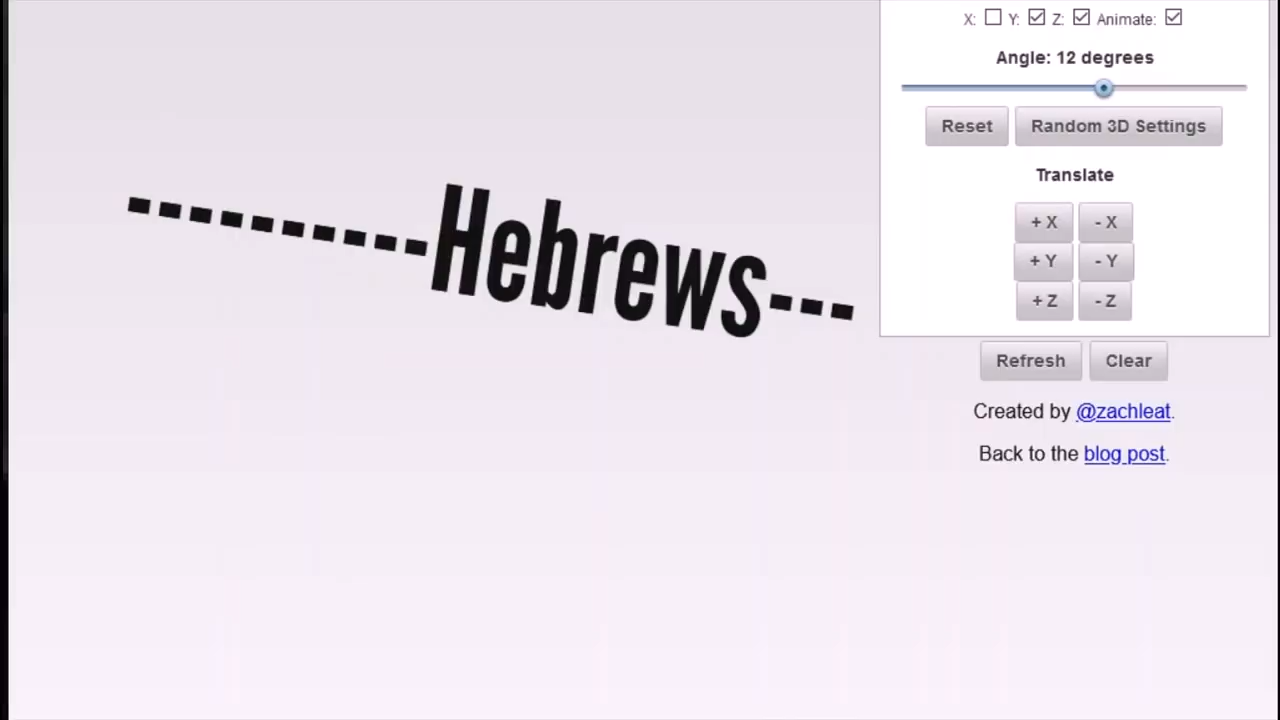 X: Y: Z: Animate:
Angle: 12 degrees
Reset Random 3D Settings
Translate
+ X - X
+ Y - Y
+ Z - Z
Refresh Clear
Created by @zachleat.
Back to the blog post.
----------Hebrews---